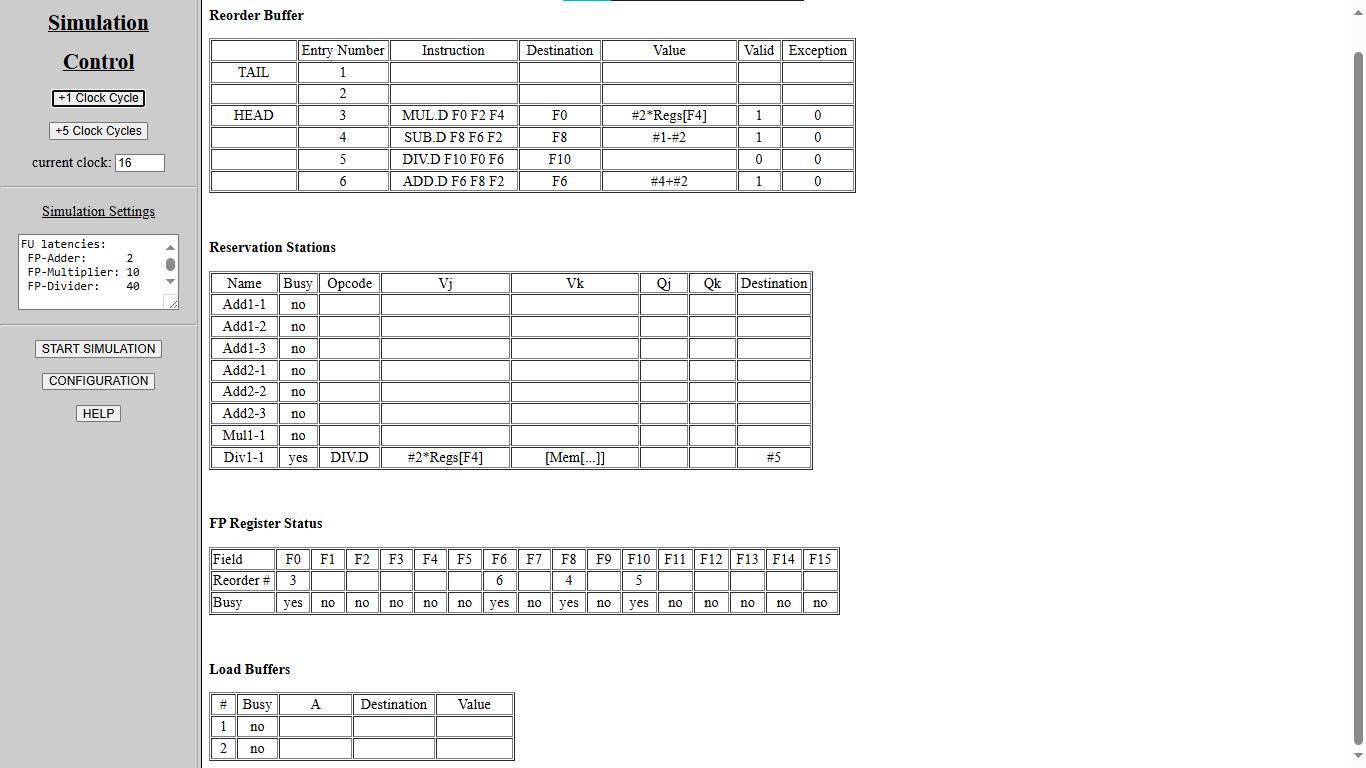 Simulation
Control
+1 Clock Cycle
+5 Clock Cycles
current clock: 16
Simulation Settings
FU latencies:
FP-Adder: 2
FP-Multiplier: 10
FP-Divider: 40
START SIMULATION
CONFIGURATION
HELP
Reorder Buffer
Entry Number Instruction Destination Value Valid Exception
TAIL 1
2
HEAD 3 MUL.D F0 F2 F4 F0 #2*Regs[F4] 1 0
4 SUB.D F8 F6 F2 F8 #1-#2 1 0
5 DIV.D F10 F0 F6 F10 0 0
6 ADD.D F6 F8 F2 F6 #4+#2 1 0
Reservation Stations
Name Busy Opcode Vj Vk Qj Qk Destination
Add1-1 no
Add1-2 no
Add1-3 no
Add2-1 no
Add2-2 no
Add2-3 no
Mul1-1 no
Div1-1 yes DIV.D #2*Regs[F4] [Mem[...]] #5
FP Register Status
Field F0 F1 F2 F3 F4 F5 F6 F7 F8 F9 F10 F11 F12 F13 F14 F15
Reorder # 3 6 4 5
Busy yes no no no no no yes no yes no yes no no no no no
Load Buffers
# Busy A Destination Value
1 no
2 no